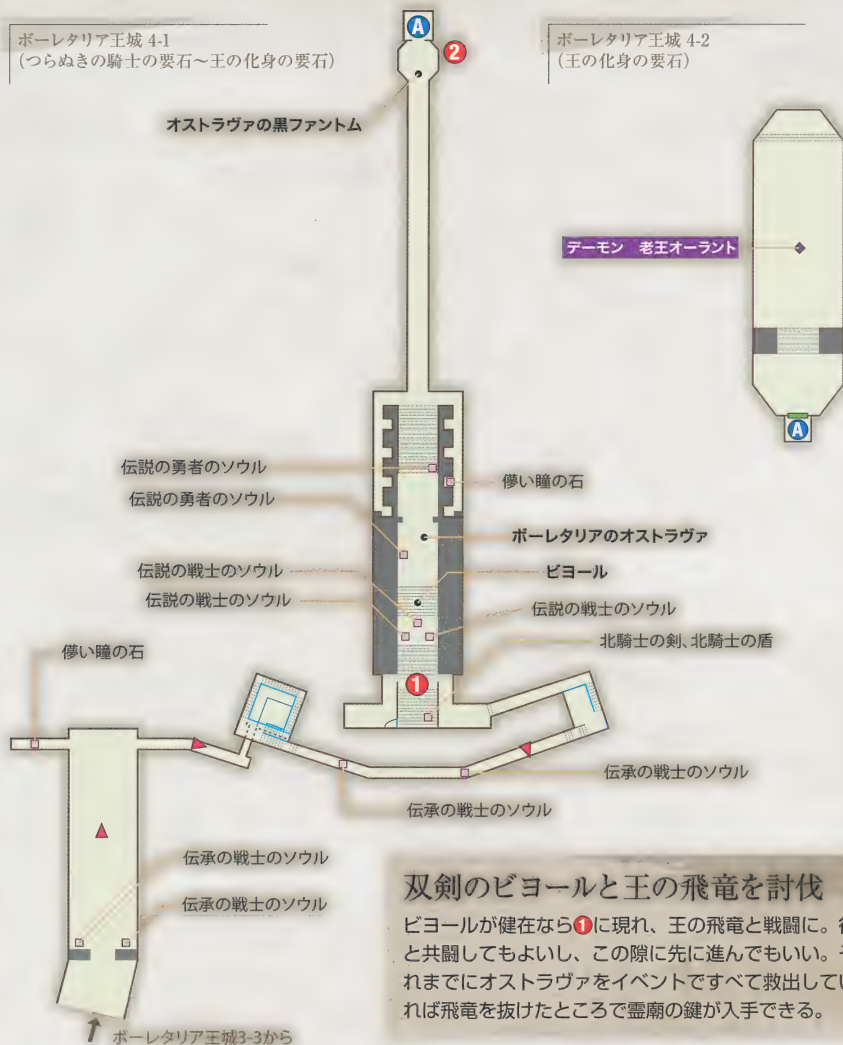 ボーレタリア王城 4-1
(つらぬきの騎士の要石～王の化身の要石)
A
2
オストラヴァの黒ファントム
ボーレタリア王城 4-2
(王の化身の要石)
デーモン 老王オーラント
A
伝説の勇者のソウル
伝説の勇者のソウル
儚い瞳の石
ボーレタリアのオストラヴァ
伝説の戦士のソウル
ビヨール
伝説の戦士のソウル
伝説の戦士のソウル
北騎士の剣、北騎士の盾
儚い瞳の石
1
伝承の戦士のソウル
伝承の戦士のソウル
伝承の戦士のソウル
伝承の戦士のソウル
ボーレタリア王城3-3から
双剣のビヨールと王の飛竜を討伐
ビヨールが健在なら1に現れ、王の飛竜と戦闘に。
と共闘してもよいし、この隙に先に進んでもいい。
れまでにオストラヴァをイベントですべて救出してい
れば飛竜を抜けたところで霊廟の鍵が入手できる。